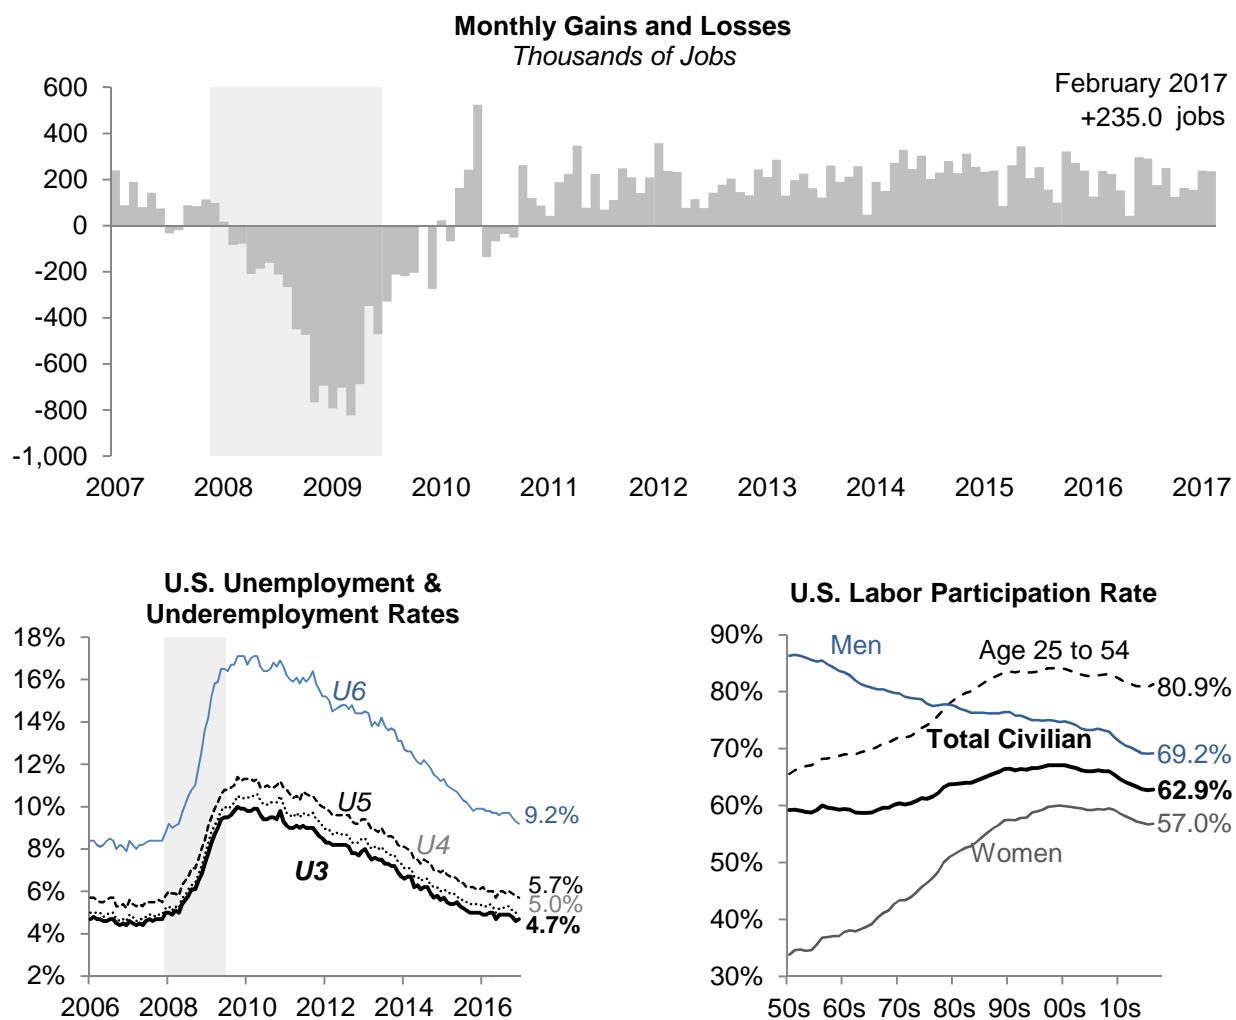 Monthly Gains and Losses
Thousands of Jobs
February 2017
+235.0 jobs
600
400
200
0
-200
-400
-600
-800
-1,000
2007 2008 2009 2010 2011 2012 2013 2014 2015 2016 2017
U.S. Unemployment &
Underemployment Rates
18%
16%
14%
12%
10%
8%
6%
4%
2%
U6
U5
U4
U3
9.2%
5.7%
5.0%
4.7%
2006 2008 2010 2012 2014 2016
U.S. Labor Participation Rate
90%
80%
70%
60%
50%
40%
30%
Men
Age 25 to 54
Total Civilian
Women
80.9%
69.2%
62.9%
57.0%
50s 60s 70s 80s 90s 00s 10s